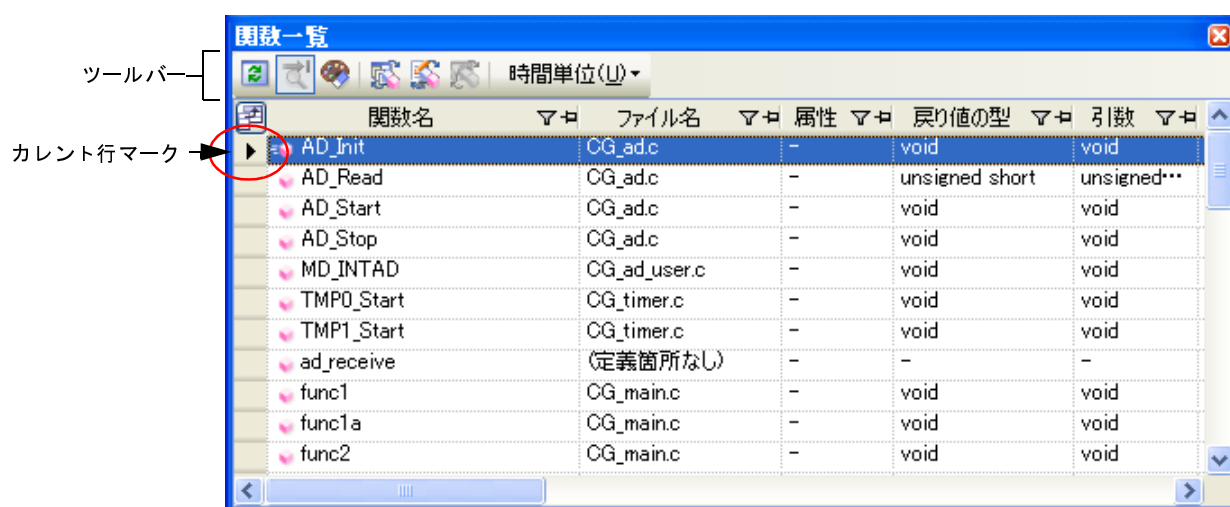 関数一覧
ツールバー
時間単位(U)
関数名 ファイル名 属性 戻り値の型 引数
カレント行マーク
AD_Init CG_ad.c - void void
AD_Read CG_ad.c - unsigned short unsigned…
AD_Start CG_ad.c - void void
AD_Stop CG_ad.c - void void
MD_INTAD CG_ad_user.c - void void
TMP0_Start CG_timer.c - void void
TMP1_Start CG_timer.c - void void
ad_receive (定義箇所なし) - - -
func1 CG_main.c - void void
func1a CG_main.c - void void
func2 CG_main.c - void void